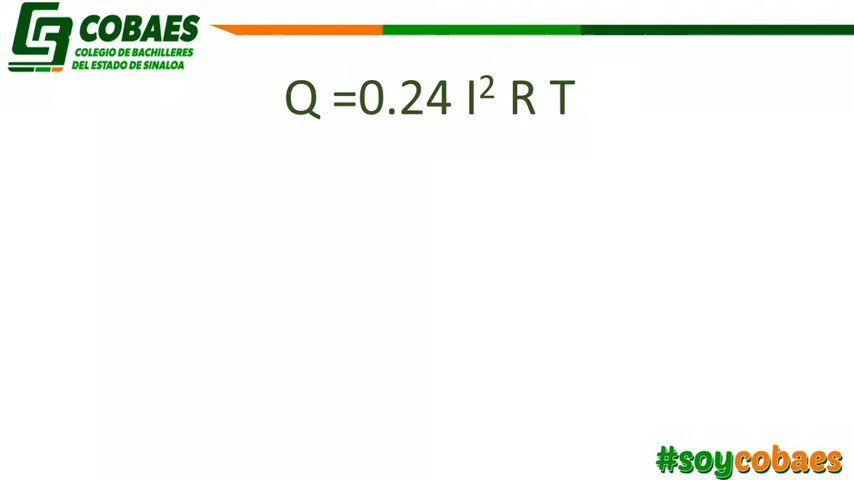 COBAES
COLEGIO DE BACHILLERES
DEL ESTADO DE SINALOA
Q =0.24 I² R T
#soycobaes